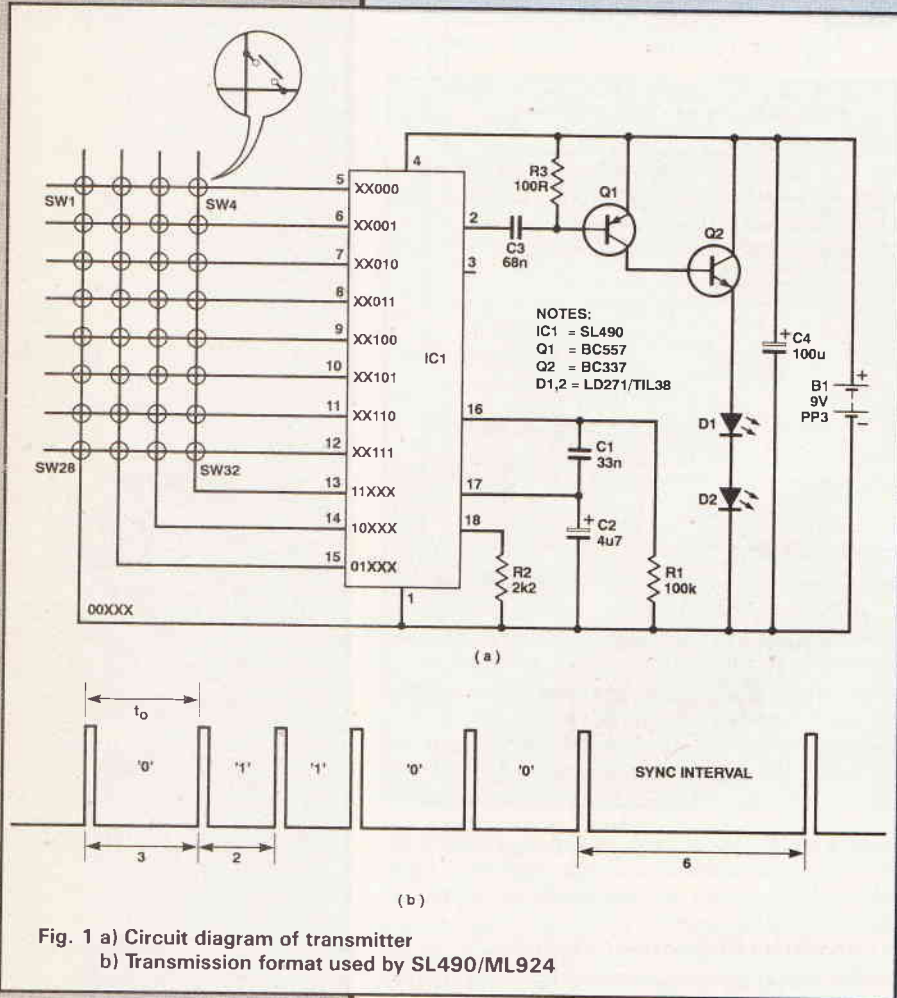 4
R3
100R
Q1
SW1
SW4
5
XX000
6
XX001
7
XX010
8
XX011
9
XX100
10
XX101
11
XX110
12
XX111
13
11XXX
14
10XXX
15
01XXX
SW28
SW32
00XXX
IC1
2
C3
68n
3
Q2
NOTES:
IC1 = SL490
Q1 = BC557
Q2 = BC337
D1,2 = LD271/TIL38
+
C4
100u
+
B1
9V
PP3
−
D1
D2
16
C1
33n
17
+
C2
4u7
18
R2
2k2
R1
100k
1
(a)
to
'0'
'1'
'1'
'0'
'0'
SYNC INTERVAL
3
2
6
(b)
Fig. 1 a) Circuit diagram of transmitter
b) Transmission format used by SL490/ML924